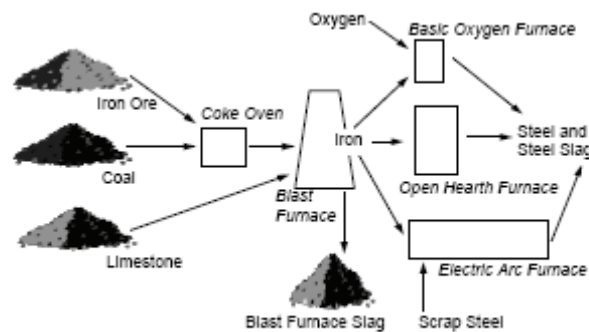 Oxygen
Basic Oxygen Furnace
Iron Ore
Coke Oven
Coal
Iron
Steel and
Steel Slag
Blast
Furnace
Open Hearth Furnace
Limestone
Electric Arc Furnace
Blast Furnace Slag
Scrap Steel